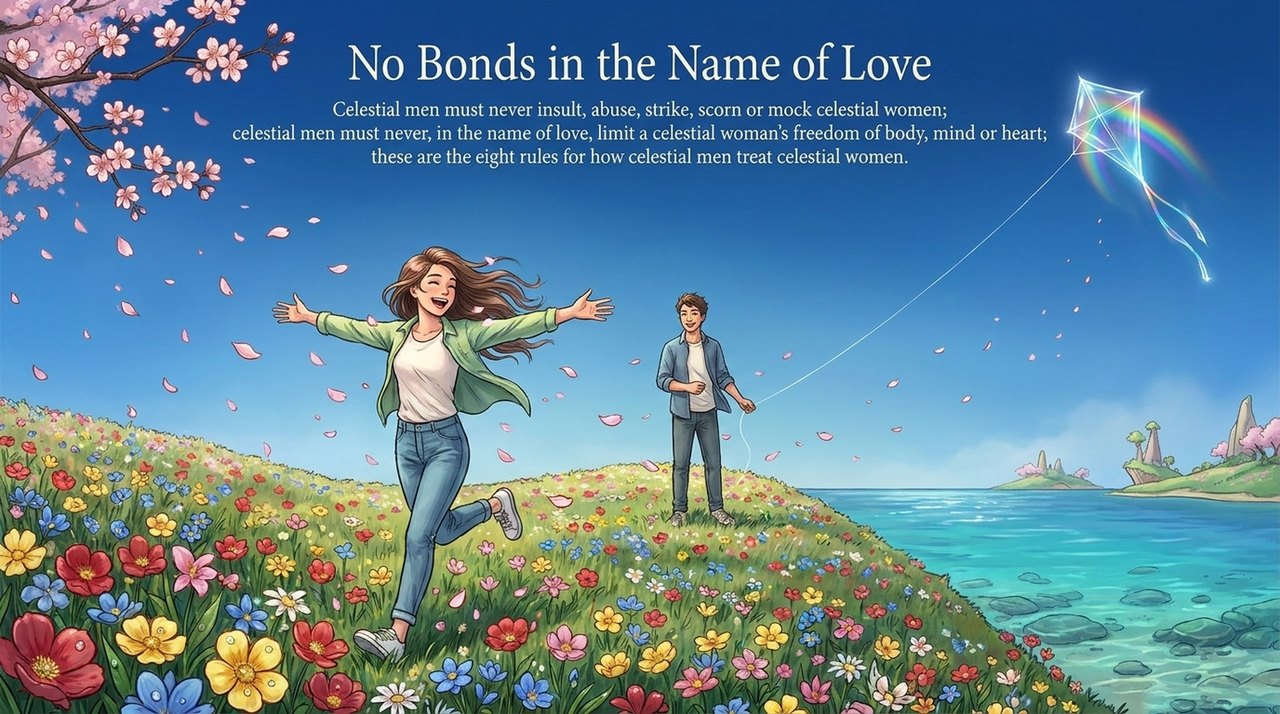 No Bonds in the Name of Love
Celestial men must never insult, abuse, strike, scorn or mock celestial women;
celestial men must never, in the name of love, limit a celestial woman's freedom of body, mind or heart;
these are the eight rules for how celestial men treat celestial women.